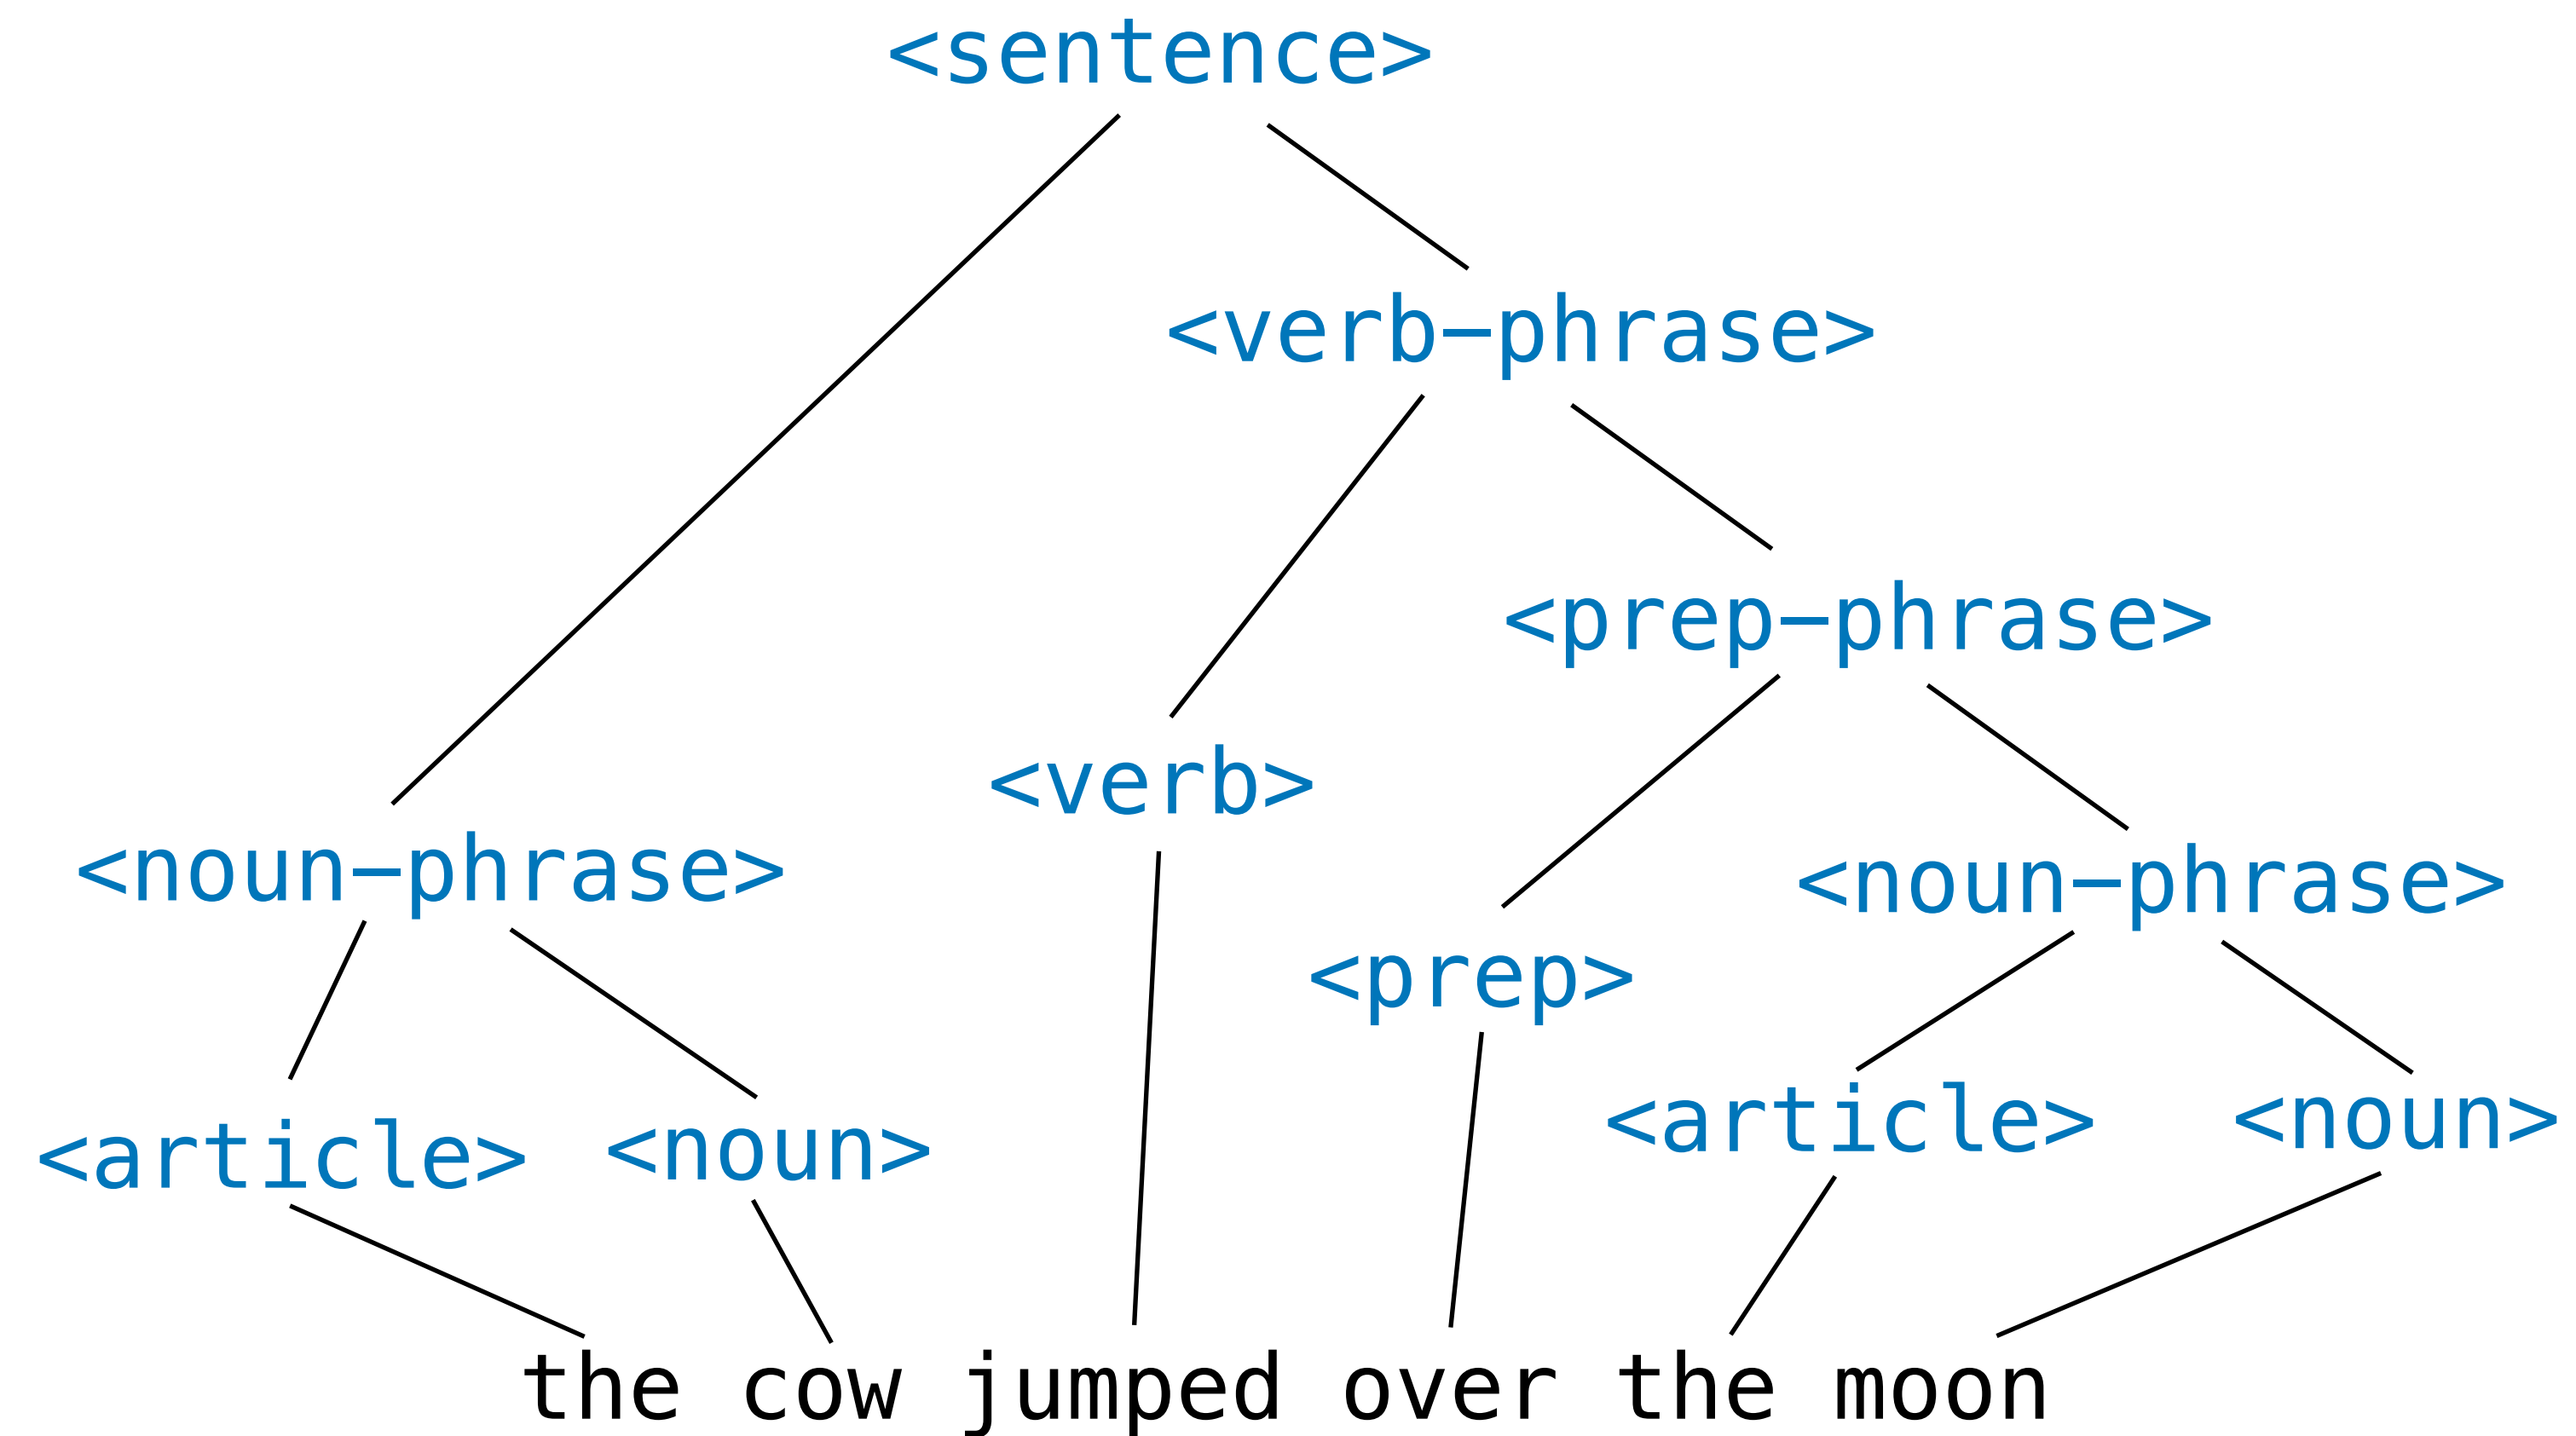 <sentence>
<verb-phrase>
<prep-phrase>
<verb>
<noun-phrase> <noun-phrase>
<prep>
<article> <noun> <article> <noun>
the cow jumped over the moon